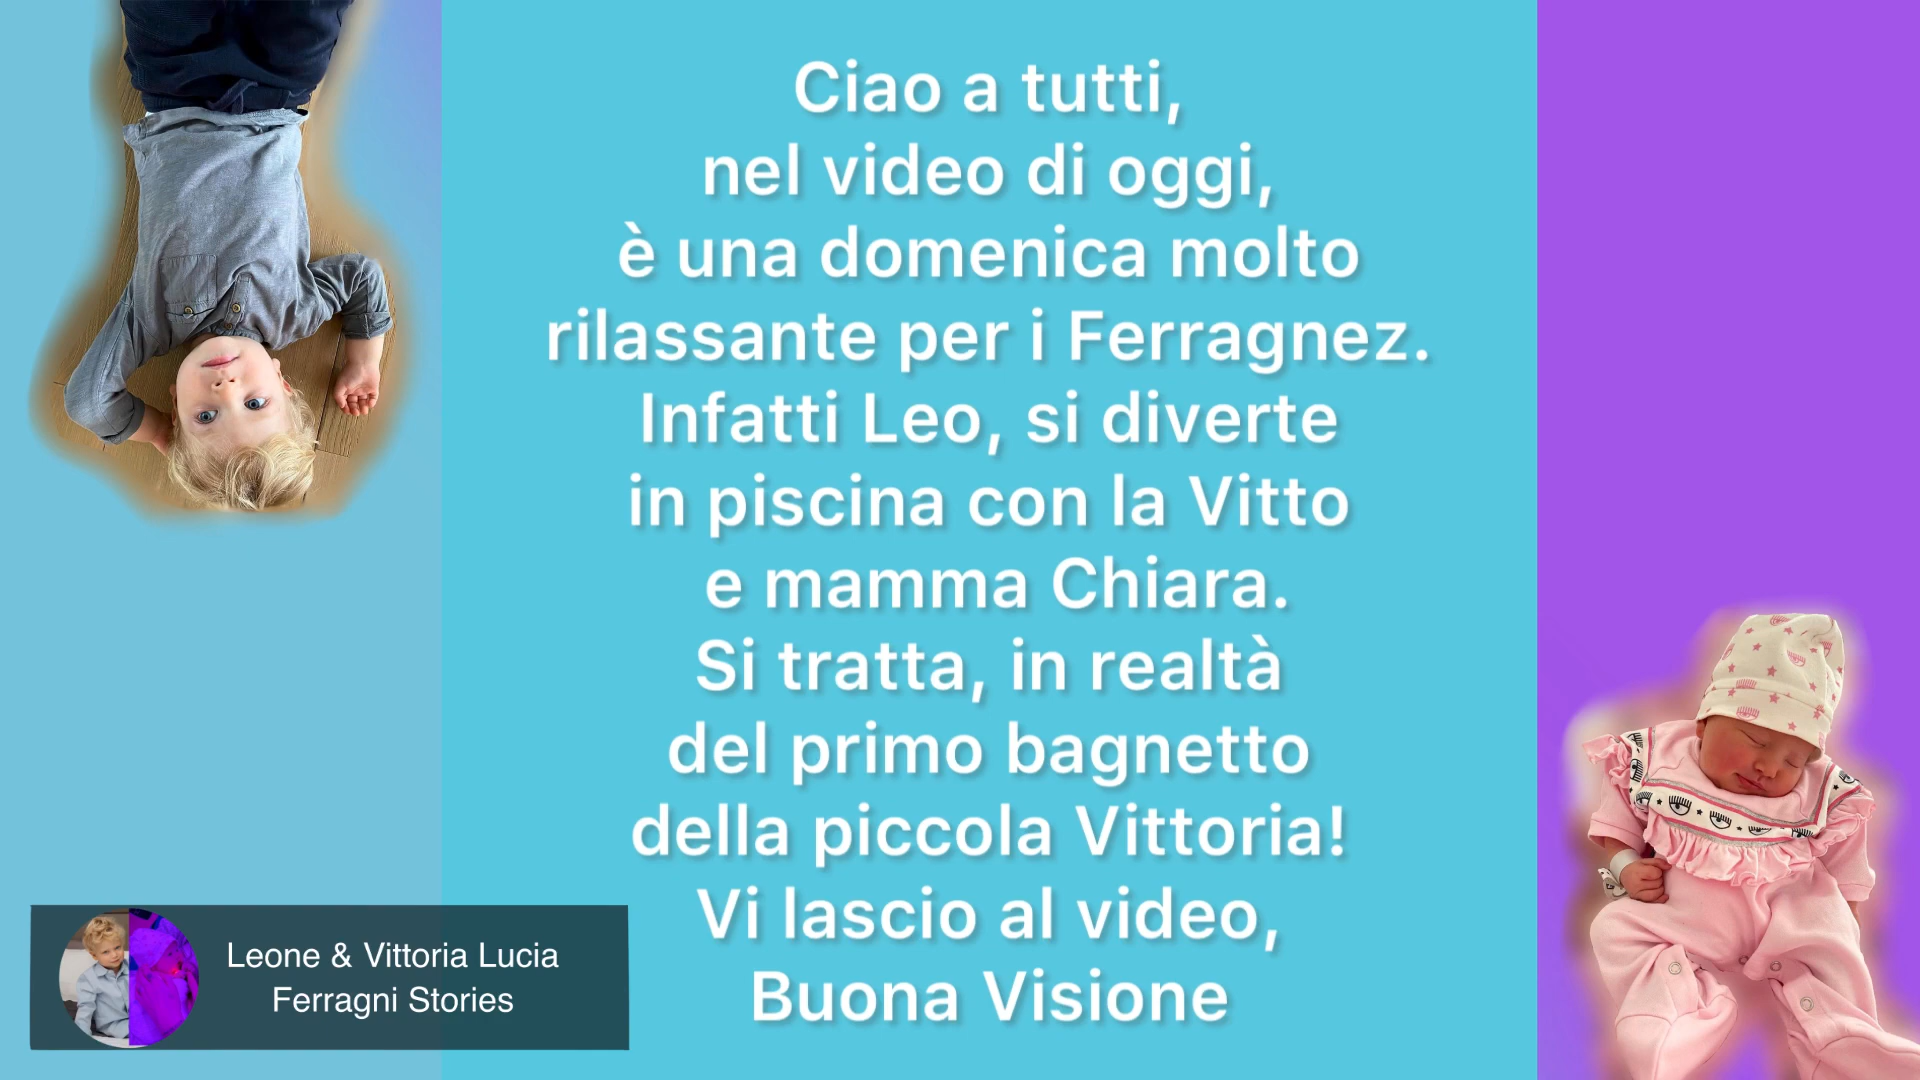 Ciao a tutti,
nel video di oggi,
è una domenica molto
rilassante per i Ferragnez.
Infatti Leo, si diverte
in piscina con la Vitto
e mamma Chiara.
Si tratta, in realtà
del primo bagnetto
della piccola Vittoria!
Vi lascio al video,
Buona Visione
Leone & Vittoria Lucia
Ferragni Stories